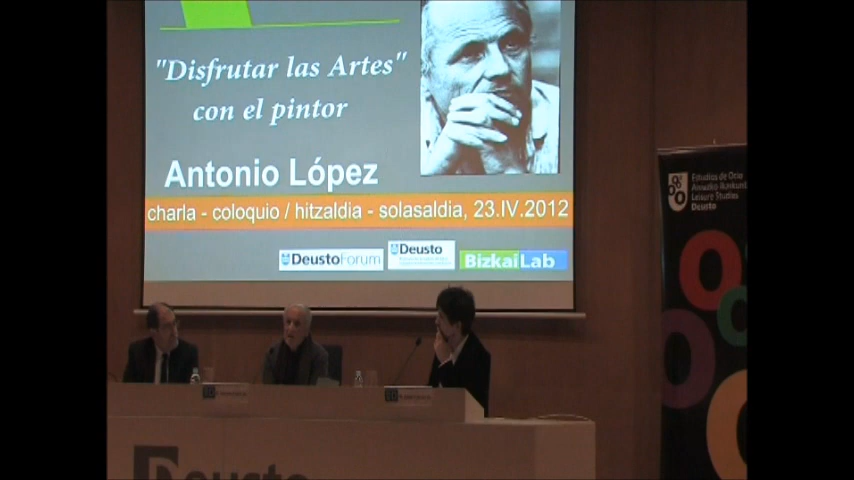 "Disfrutar las Artes"
con el pintor
Antonio López
charla - coloquio / hitzaldia - solasaldia, 23.IV.2012
DeustoForum
Deusto
BizkaiLab
Estudios de Ocio
Leisure Studies
Deusto
Deusto